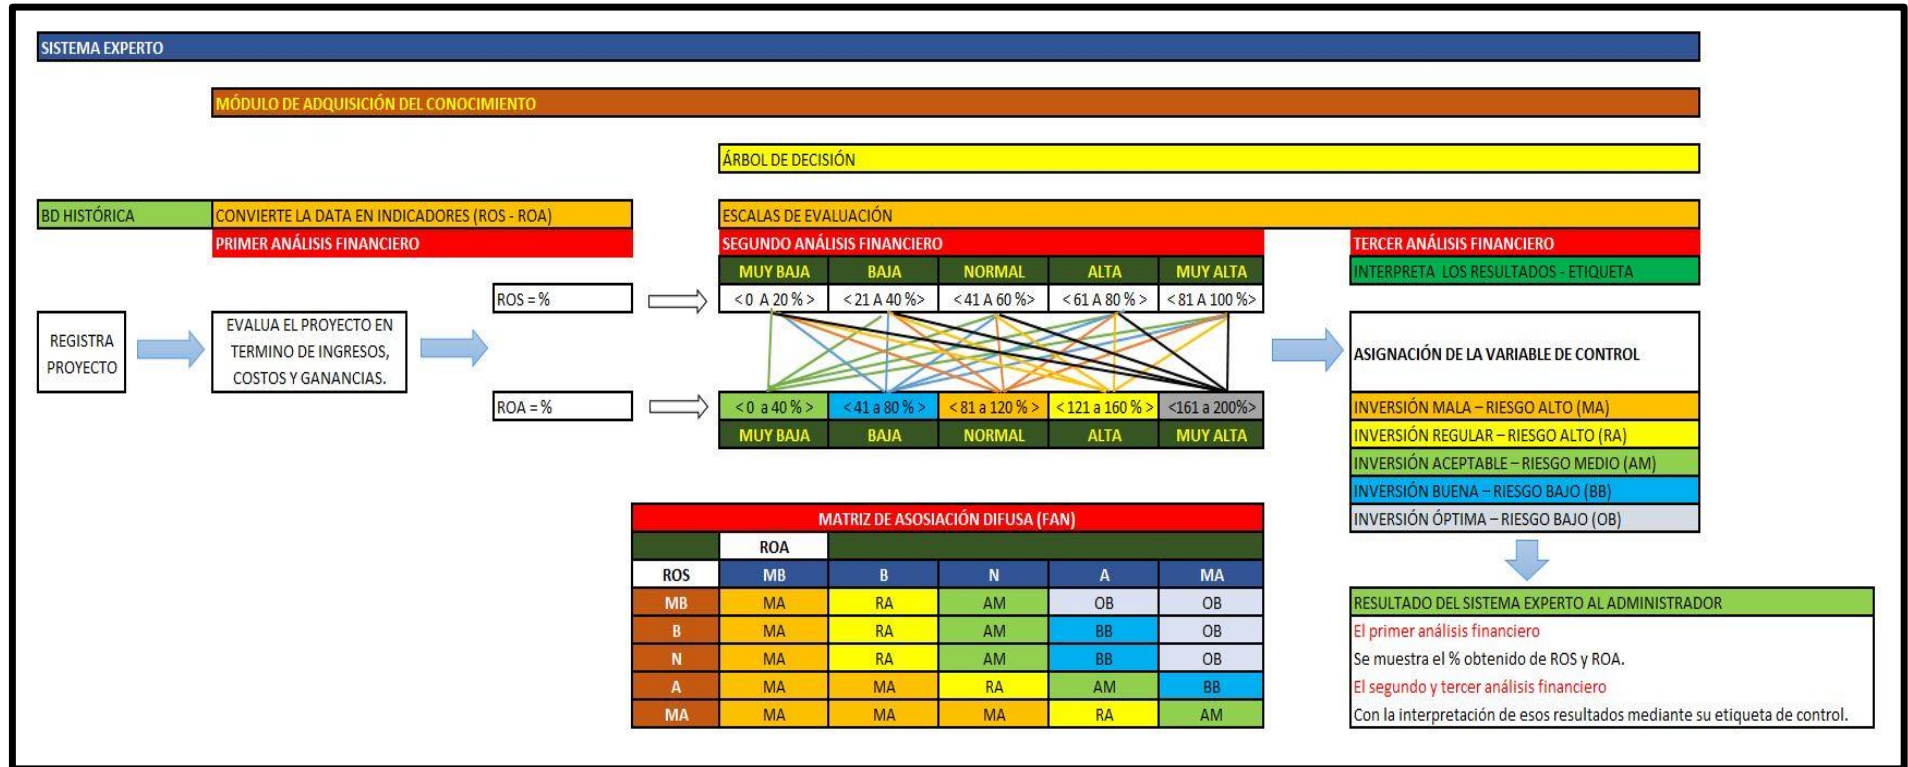 SISTEMA EXPERTO
MÓDULO DE ADQUISICIÓN DEL CONOCIMIENTO
ÁRBOL DE DECISIÓN
BD HISTÓRICA
CONVIERTE LA DATA EN INDICADORES (ROS - ROA)
ESCALAS DE EVALUACIÓN
PRIMER ANÁLISIS FINANCIERO
SEGUNDO ANÁLISIS FINANCIERO
TERCER ANÁLISIS FINANCIERO
MUY BAJA BAJA NORMAL ALTA MUY ALTA
INTERPRETA LOS RESULTADOS - ETIQUETA
ROS = %
< 0 A 20 % > < 21 A 40 %> < 41 A 60 %> < 61 A 80 % > < 81 A 100 %>
REGISTRA
PROYECTO
EVALUA EL PROYECTO EN
TERMINO DE INGRESOS,
COSTOS Y GANANCIAS.
ASIGNACIÓN DE LA VARIABLE DE CONTROL
ROA = %
< 0 a 40 % > < 41 a 80 % > < 81 a 120 % > < 121 a 160 % > <161 a 200%>
MUY BAJA BAJA NORMAL ALTA MUY ALTA
INVERSIÓN MALA – RIESGO ALTO (MA)
INVERSIÓN REGULAR – RIESGO ALTO (RA)
INVERSIÓN ACEPTABLE – RIESGO MEDIO (AM)
INVERSIÓN BUENA – RIESGO BAJO (BB)
INVERSIÓN ÓPTIMA – RIESGO BAJO (OB)
MATRIZ DE ASOSIACIÓN DIFUSA (FAN)
ROA
ROS MB B N A MA
MB MA RA AM OB OB
B MA RA AM BB OB
N MA RA AM BB OB
A MA MA RA AM BB
MA MA MA MA RA AM
RESULTADO DEL SISTEMA EXPERTO AL ADMINISTRADOR
El primer análisis financiero
Se muestra el % obtenido de ROS y ROA.
El segundo y tercer análisis financiero
Con la interpretación de esos resultados mediante su etiqueta de control.